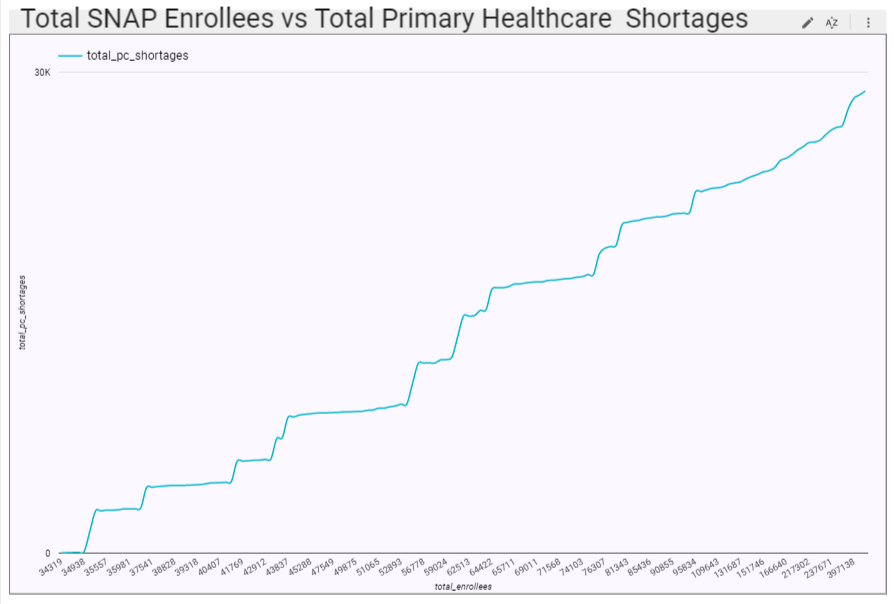 Total SNAP Enrollees vs Total Primary Healthcare Shortages
AZ
total_pc_shortages
30K
0
total_pc_shortages
34319 34938 35557 35981 37541 38828 39318 40407 41769 42912 43837 45288 47549 49875 51065 52893 56778 59024 62513 64422 65711 69011 71568 74103 76307 81343 85436 90855 95834 109643 131687 151746 166640 217302 237671 397138
total_enrollees